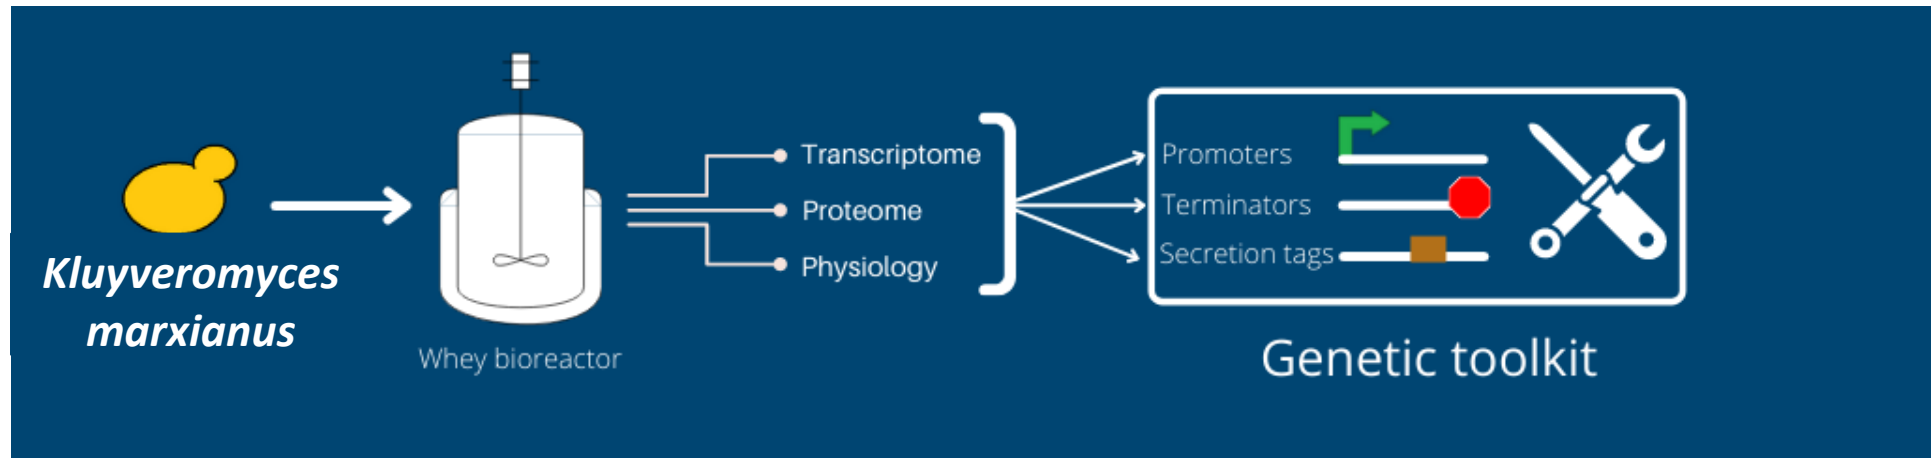 Kluyveromyces
marxianus
Whey bioreactor
Transcriptome
Proteome
Physiology
Promoters
Terminators
Secretion tags
Genetic toolkit